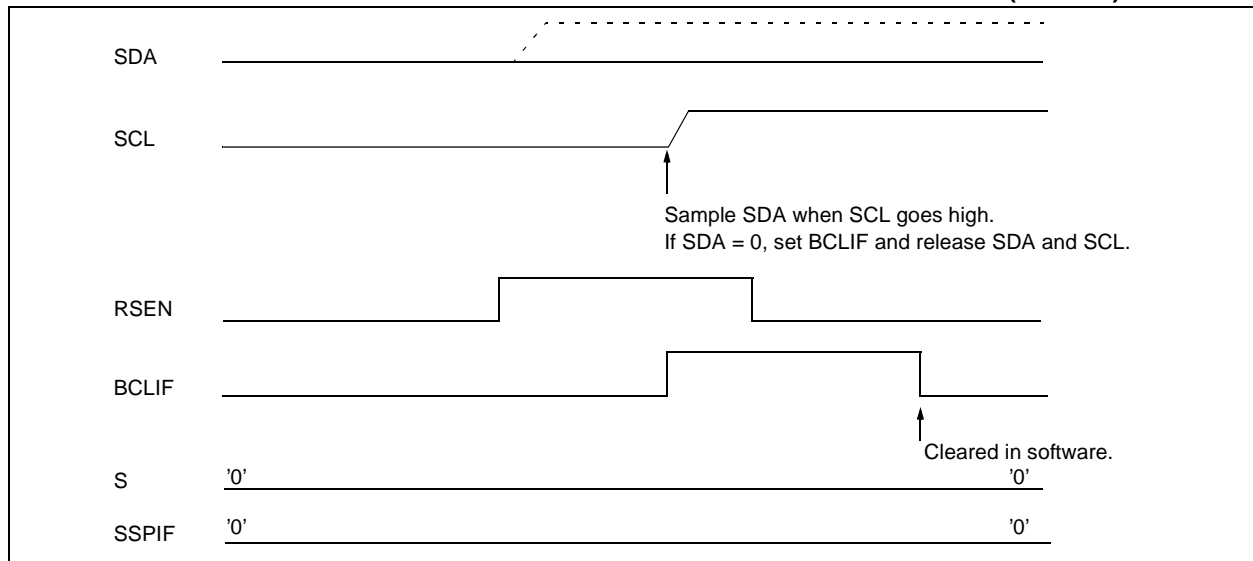 SDA
SCL
Sample SDA when SCL goes high.
If SDA = 0, set BCLIF and release SDA and SCL.
RSEN
BCLIF
Cleared in software.
S
'0'
'0'
SSPIF
'0'
'0'